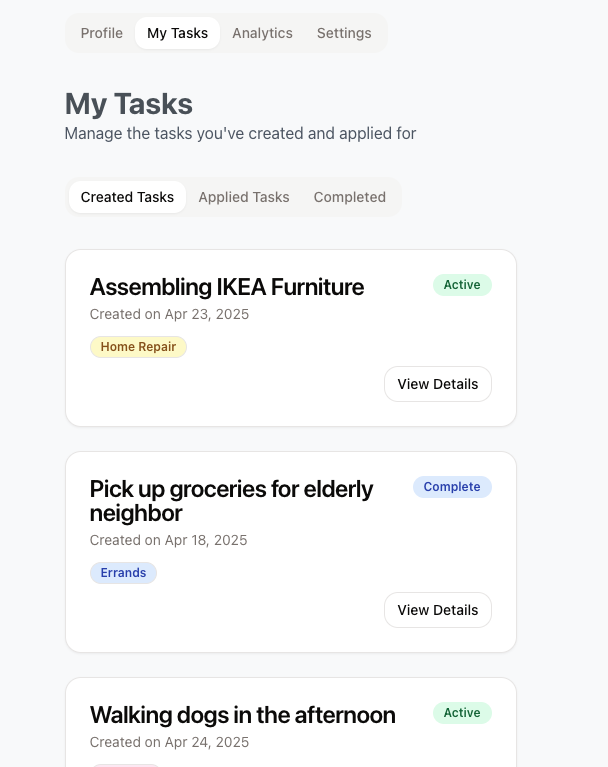 Profile My Tasks Analytics Settings
My Tasks
Manage the tasks you've created and applied for
Created Tasks Applied Tasks Completed
Assembling IKEA Furniture
Active
Created on Apr 23, 2025
Home Repair
View Details
Pick up groceries for elderly
neighbor
Complete
Created on Apr 18, 2025
Errands
View Details
Walking dogs in the afternoon
Active
Created on Apr 24, 2025